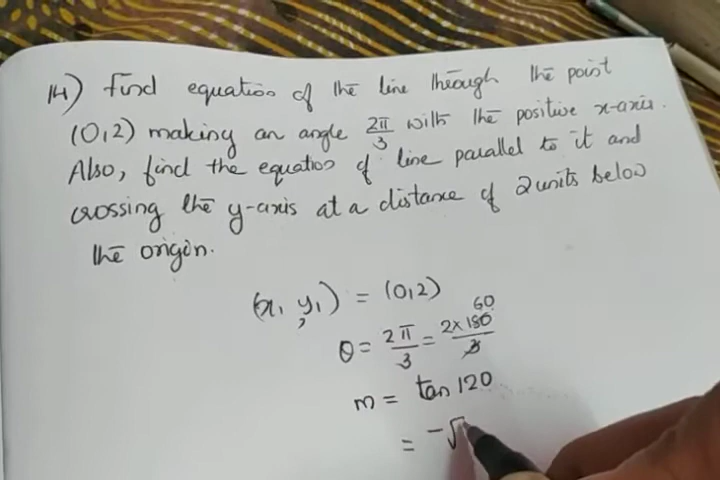 14) Find equation of the line through the point
(0,2) making an angle 2π/3 with the positive x-axis.
Also, find the equation of line parallel to it and
crossing the y-axis at a distance of 2 units below
the origin.
(x₁, y₁) = (0,2)
60
θ = 2π/3 = 2×180/3
m = tan 120
= -√